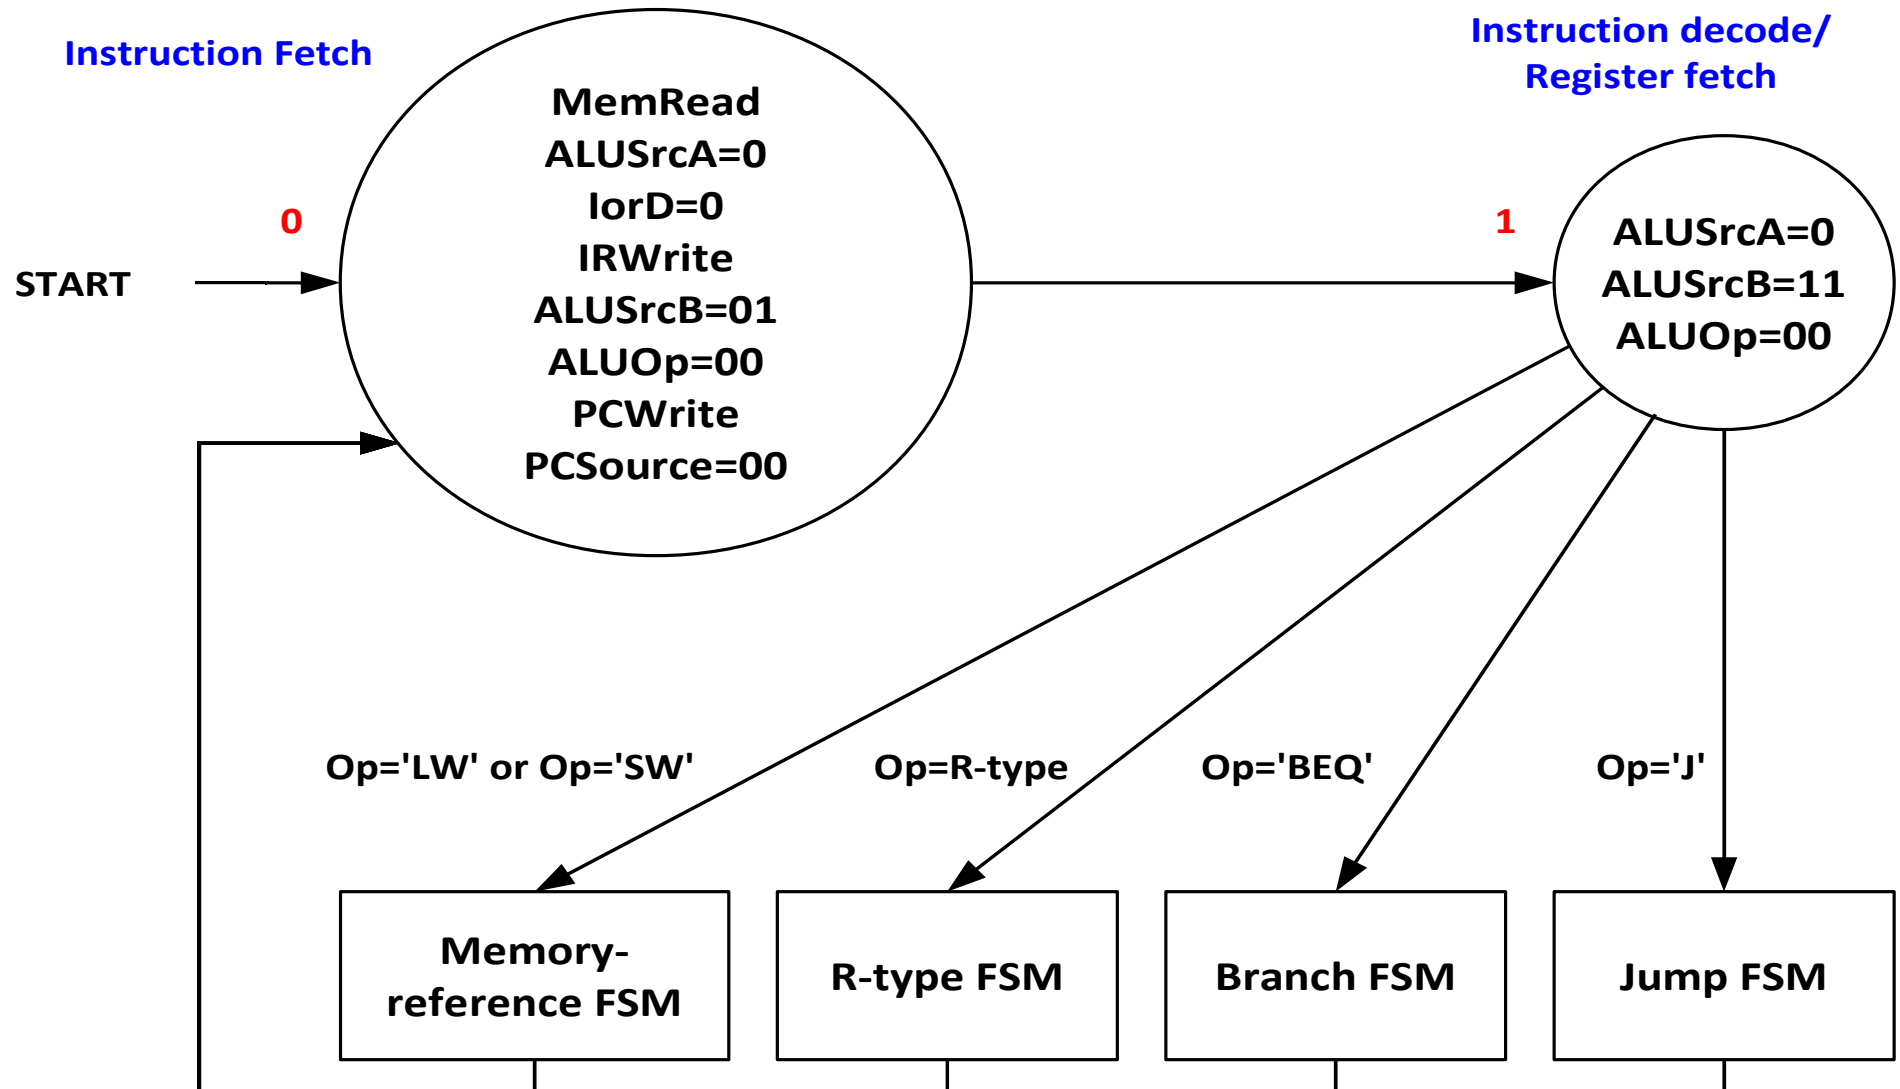 Instruction Fetch
Instruction decode/
Register fetch
MemRead
ALUSrcA=0
IorD=0
IRWrite
ALUSrcB=01
ALUOp=00
PCWrite
PCSource=00
0
START
1
ALUSrcA=0
ALUSrcB=11
ALUOp=00
Op='LW' or Op='SW'
Op=R-type
Op='BEQ'
Op='J'
Memory-
reference FSM
R-type FSM
Branch FSM
Jump FSM